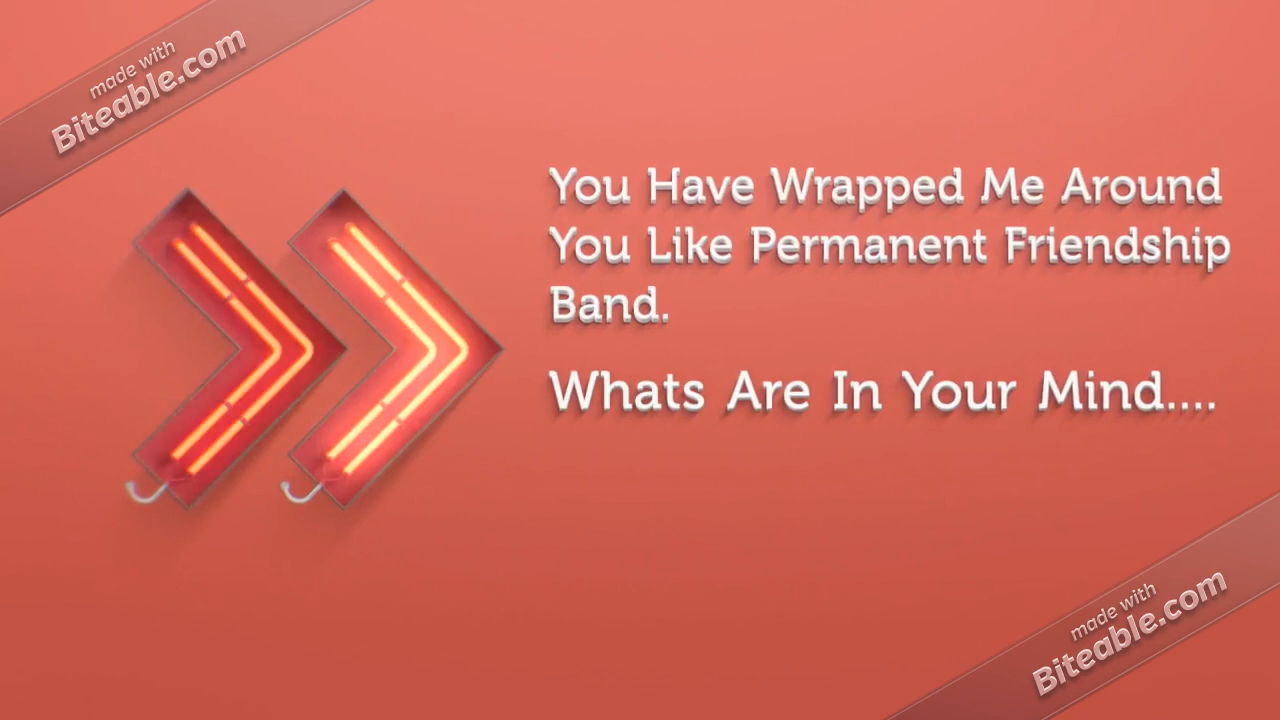 made with
Biteable.com
You Have Wrapped Me Around
You Like Permanent Friendship
Band.
Whats Are In Your Mind....
made with
Biteable.com